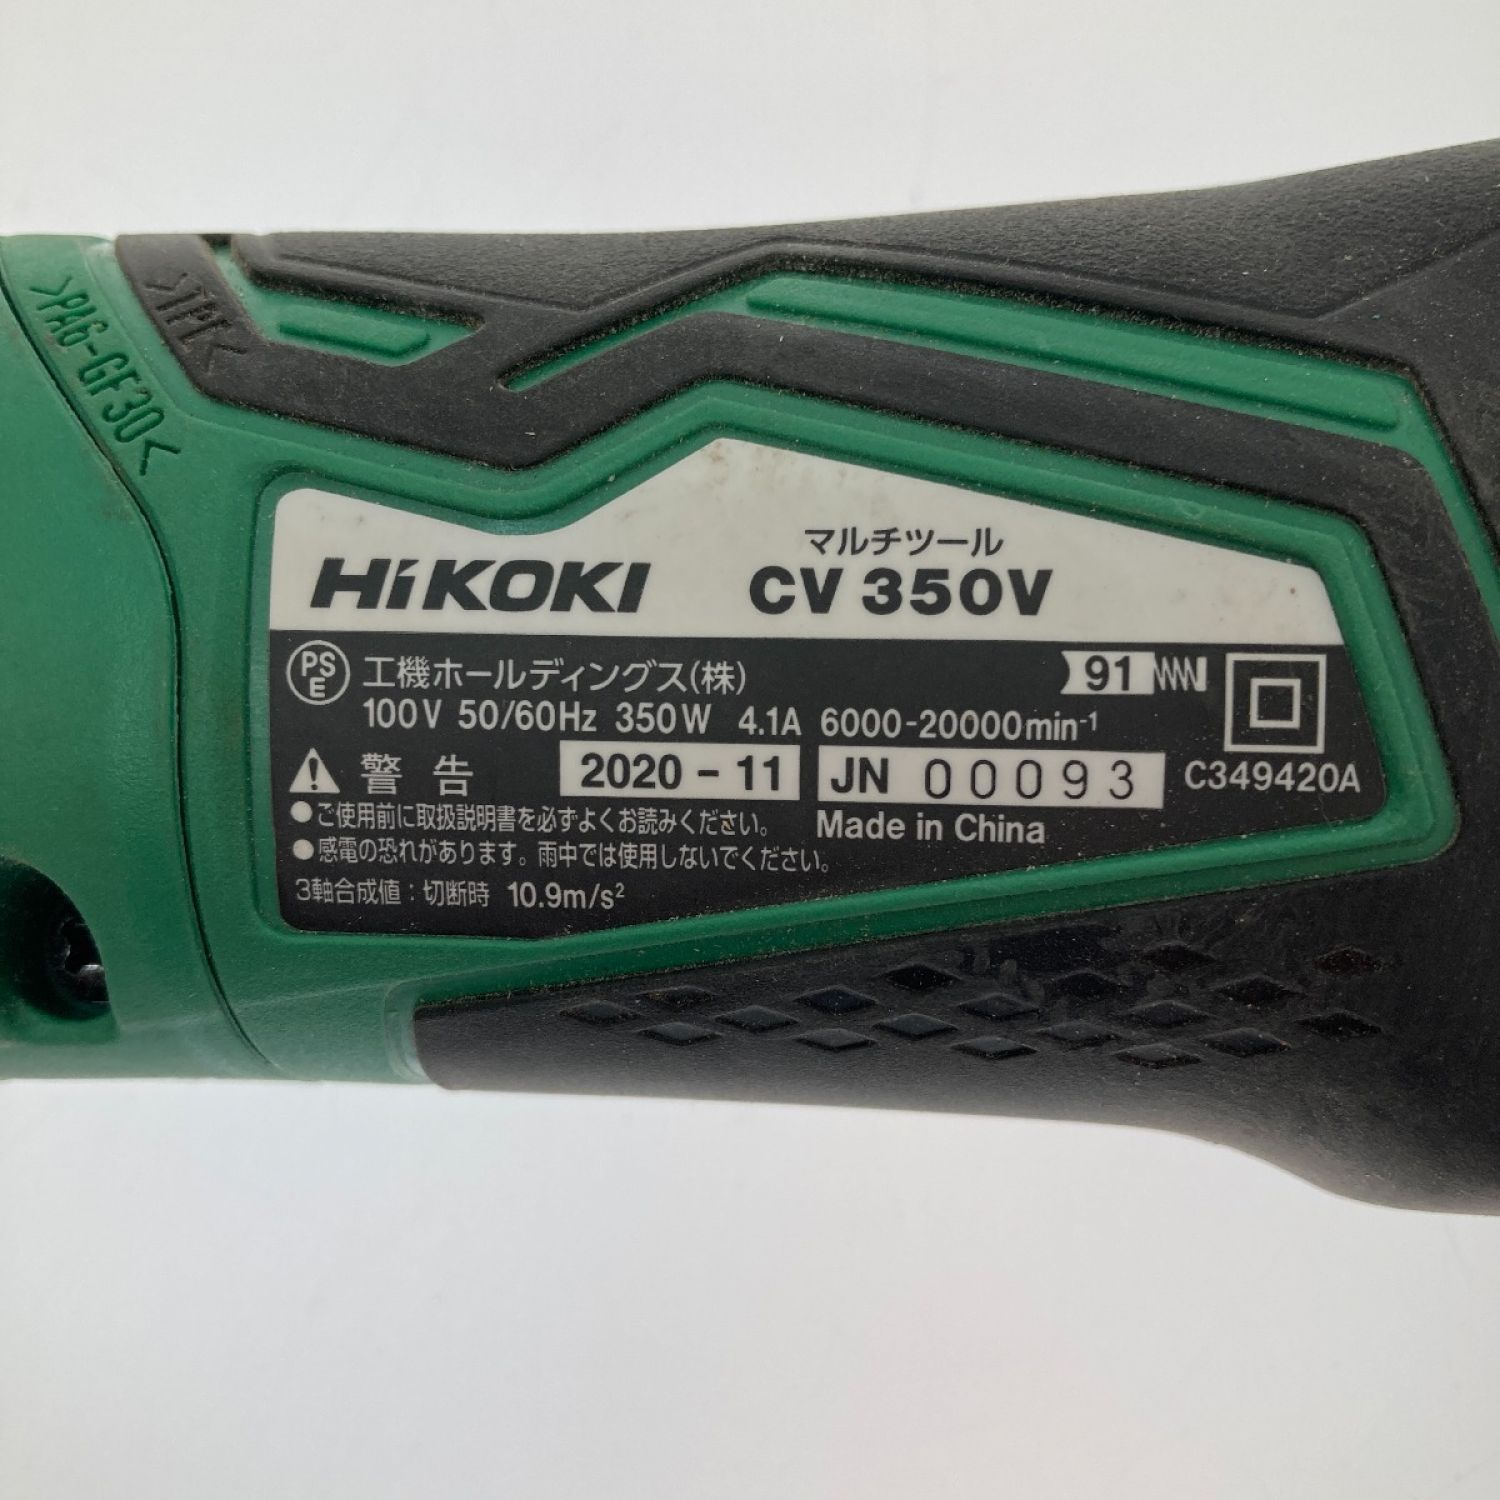 >PA6-GF30<
>TPE<
マルチツール
HiKOKI CV 350V
PSE 工機ホールディングス(株) 91
100V 50/60Hz 350W 4.1A 6000-20000min⁻¹
警告 2020-11 JN 00093 C349420A
●ご使用前に取扱説明書を必ずよくお読みください。 Made in China
●感電の恐れがあります。雨中では使用しないでください。
3軸合成値:切断時 10.9m/s²